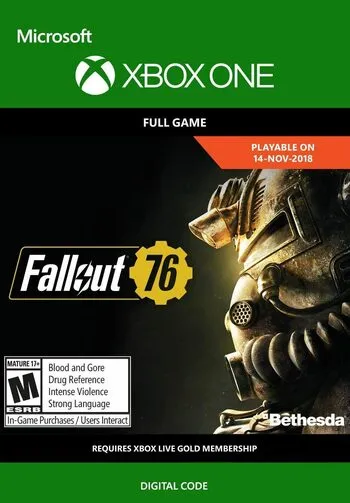 Microsoft
XBOX ONE
FULL GAME
PLAYABLE ON
14-NOV-2018
Fallout 76
MATURE 17+
M
ESRB
Blood and Gore
Drug Reference
Intense Violence
Strong Language
In-Game Purchases / Users Interact
Bethesda
REQUIRES XBOX LIVE GOLD MEMBERSHIP
DIGITAL CODE